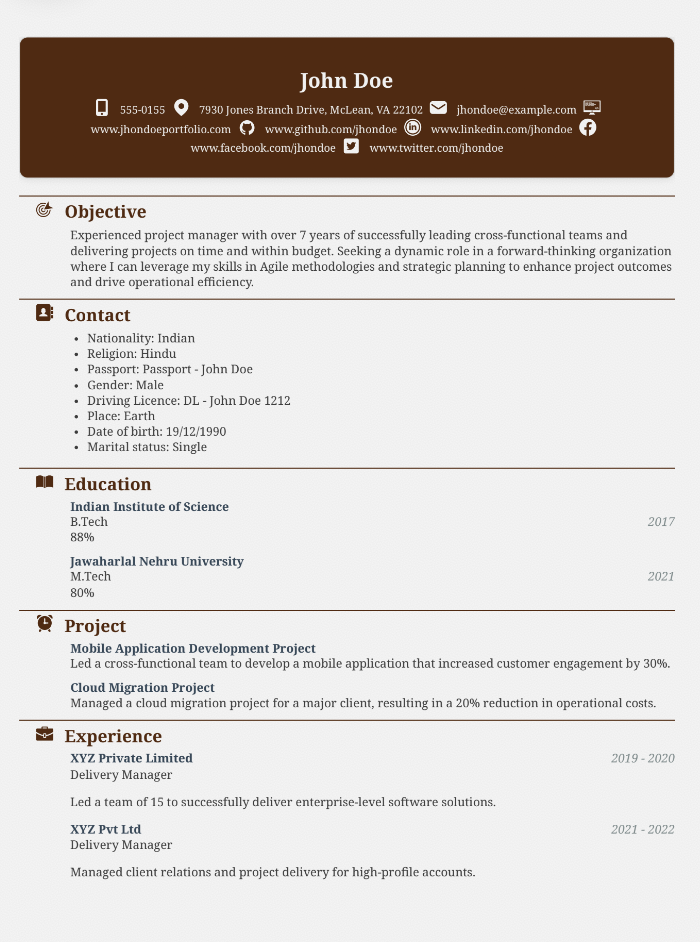 John Doe
555-0155 7930 Jones Branch Drive, McLean, VA 22102 jhondoe@example.com
www.jhondoeportfolio.com www.github.com/jhondoe www.linkedin.com/jhondoe
www.facebook.com/jhondoe www.twitter.com/jhondoe
Objective
Experienced project manager with over 7 years of successfully leading cross-functional teams and
delivering projects on time and within budget. Seeking a dynamic role in a forward-thinking organization
where I can leverage my skills in Agile methodologies and strategic planning to enhance project outcomes
and drive operational efficiency.
Contact
• Nationality: Indian
• Religion: Hindu
• Passport: Passport - John Doe
• Gender: Male
• Driving Licence: DL - John Doe 1212
• Place: Earth
• Date of birth: 19/12/1990
• Marital status: Single
Education
Indian Institute of Science
B.Tech 2017
88%
Jawaharlal Nehru University
M.Tech 2021
80%
Project
Mobile Application Development Project
Led a cross-functional team to develop a mobile application that increased customer engagement by 30%.
Cloud Migration Project
Managed a cloud migration project for a major client, resulting in a 20% reduction in operational costs.
Experience
XYZ Private Limited 2019 - 2020
Delivery Manager
Led a team of 15 to successfully deliver enterprise-level software solutions.
XYZ Pvt Ltd 2021 - 2022
Delivery Manager
Managed client relations and project delivery for high-profile accounts.